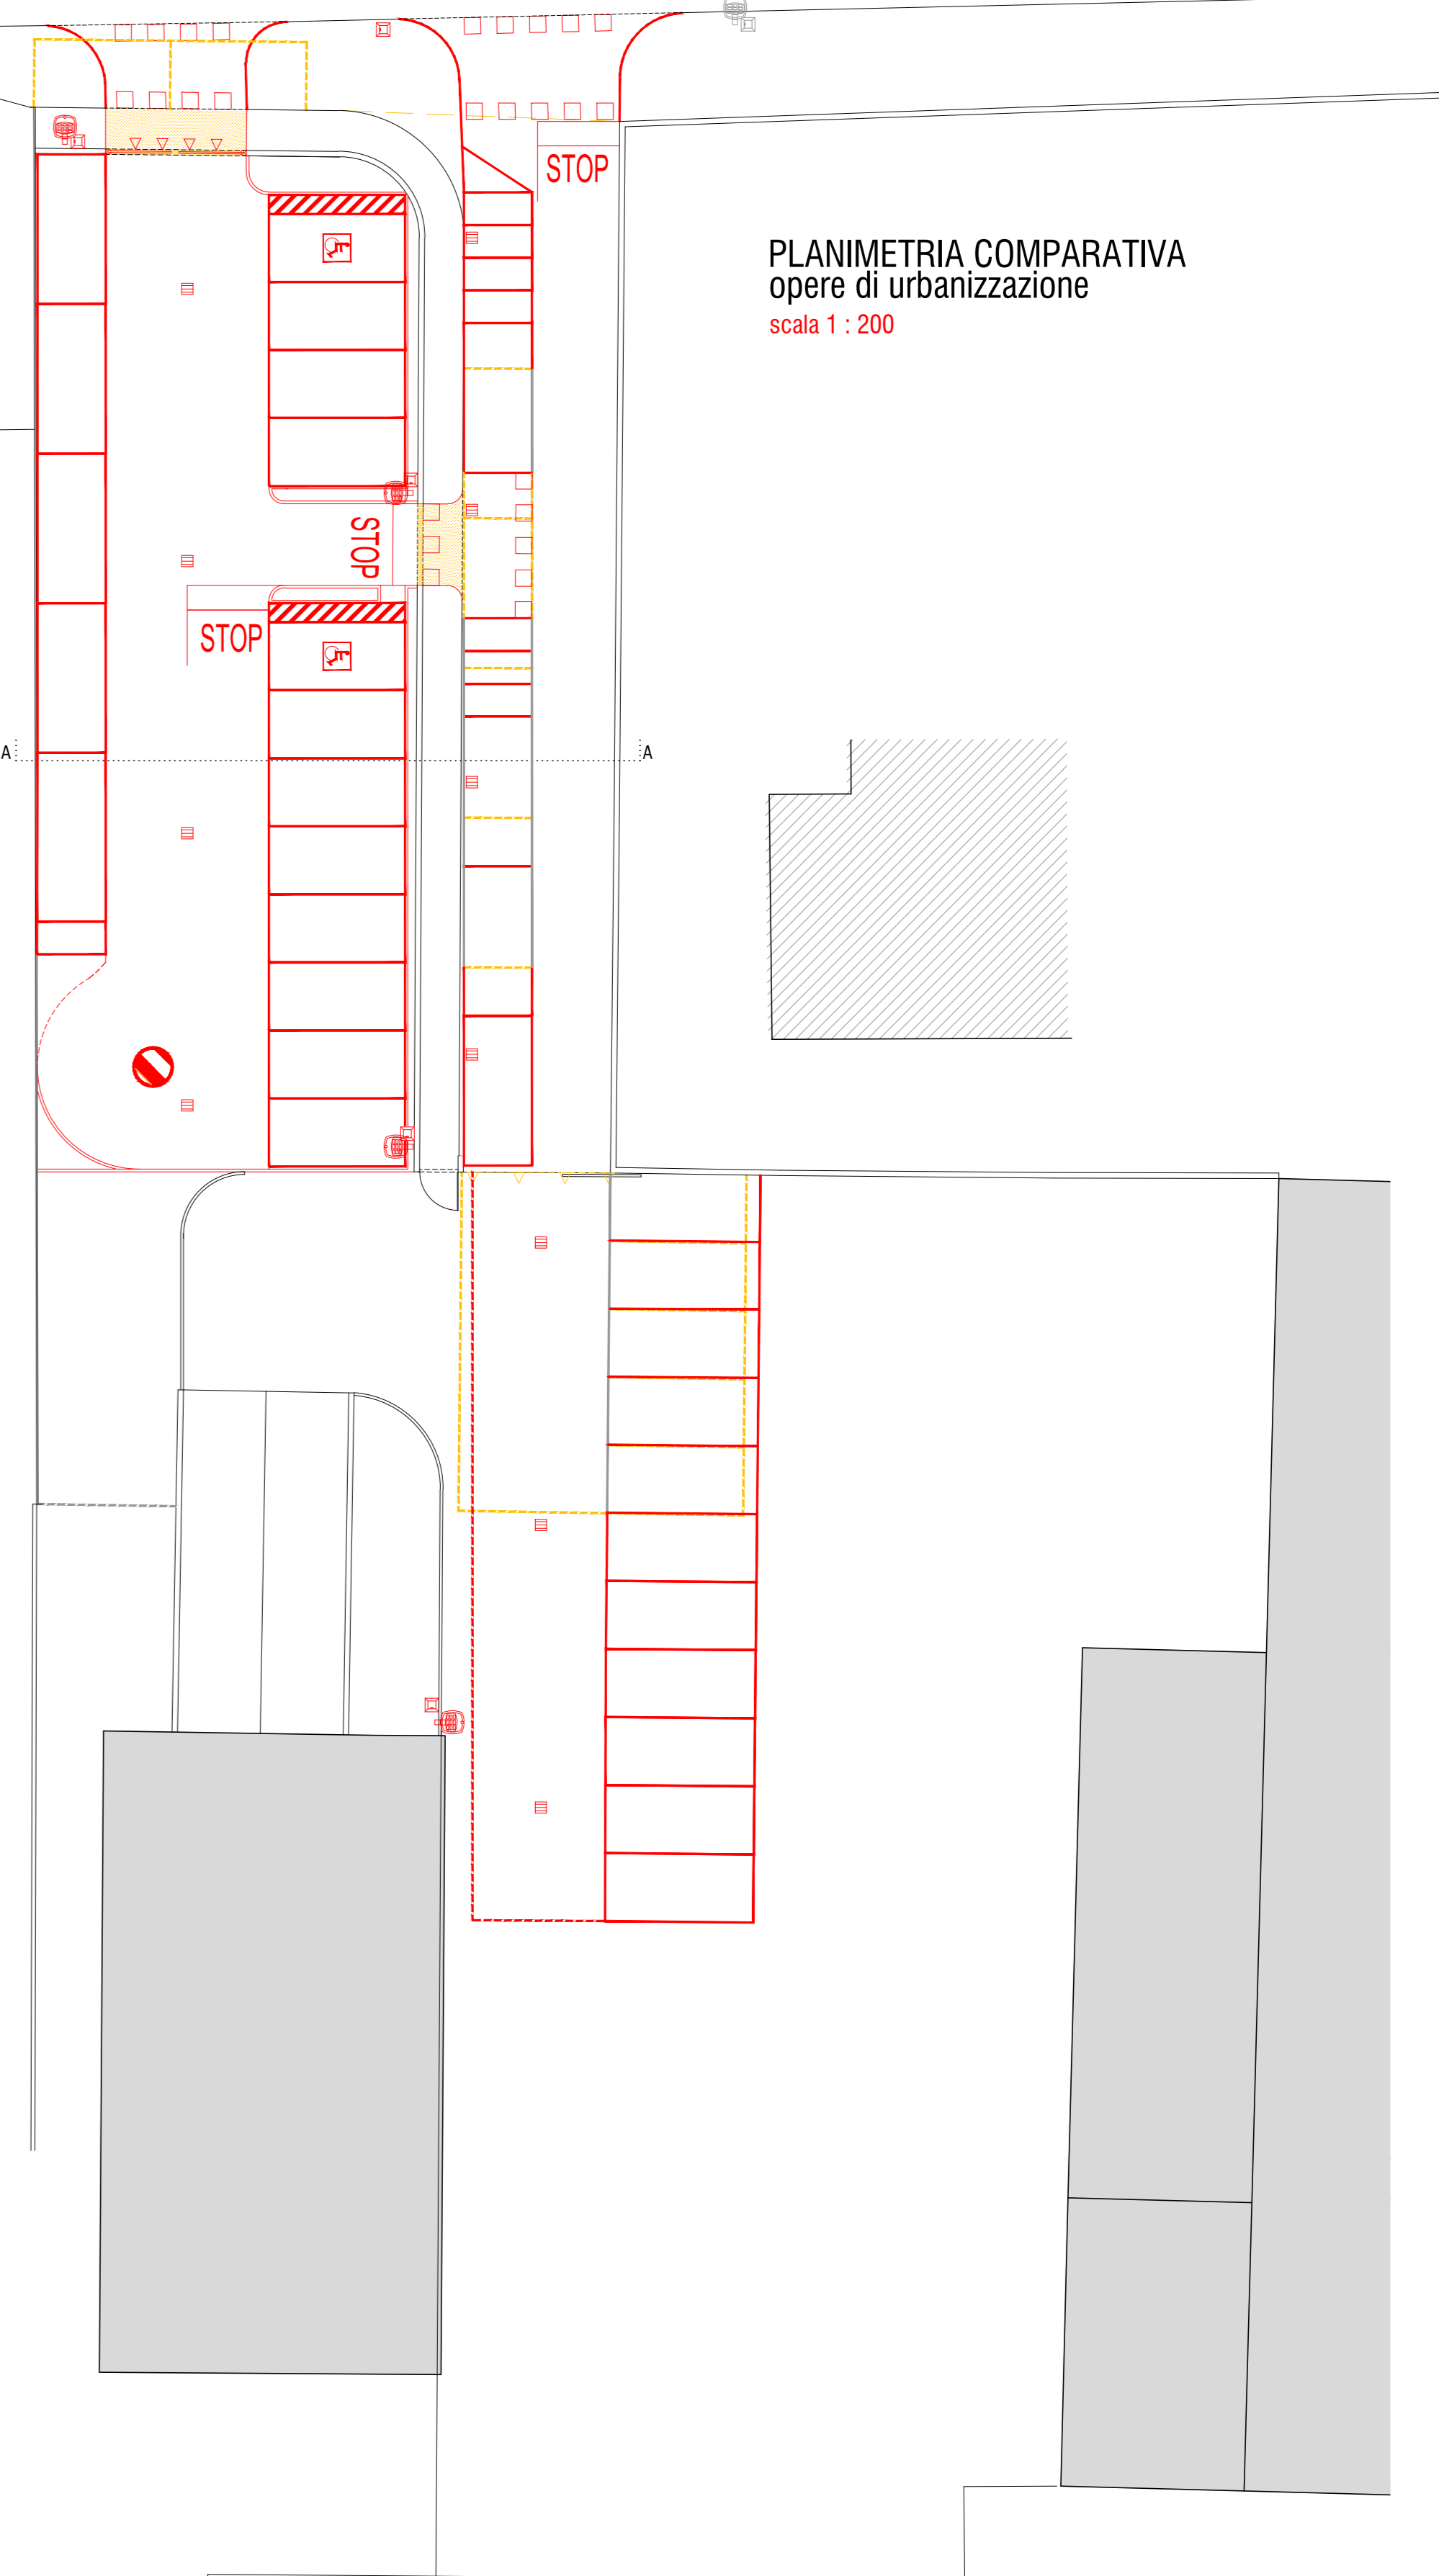 STOP
PLANIMETRIA COMPARATIVA
opere di urbanizzazione
scala 1 : 200
STOP
STOP
A
A